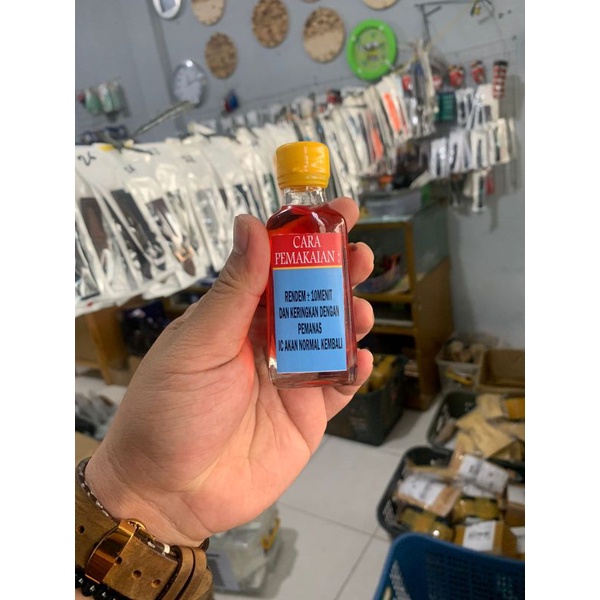 CARA
PEMAKAIAN :
RENDEM ± 10MENIT
DAN KERINGKAN DENGAN
PEMANAS
IC AKAN NORMAL KEMBALI